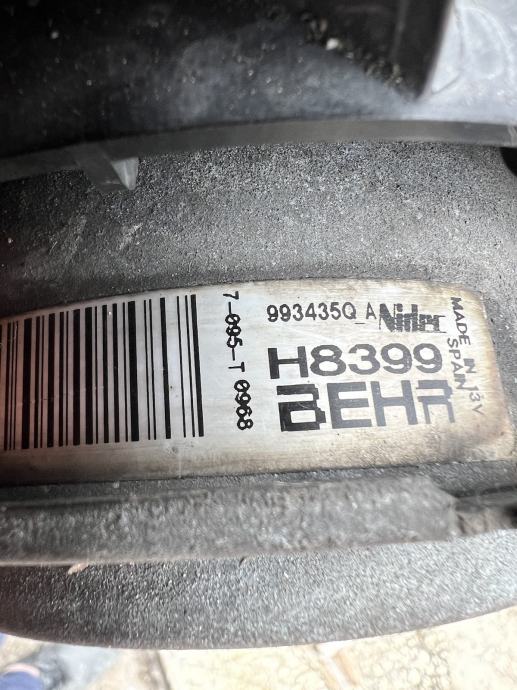 993435Q_A Nidec
H8399
BEHR
7-095-T 0968
MADE IN
SPAIN 13V